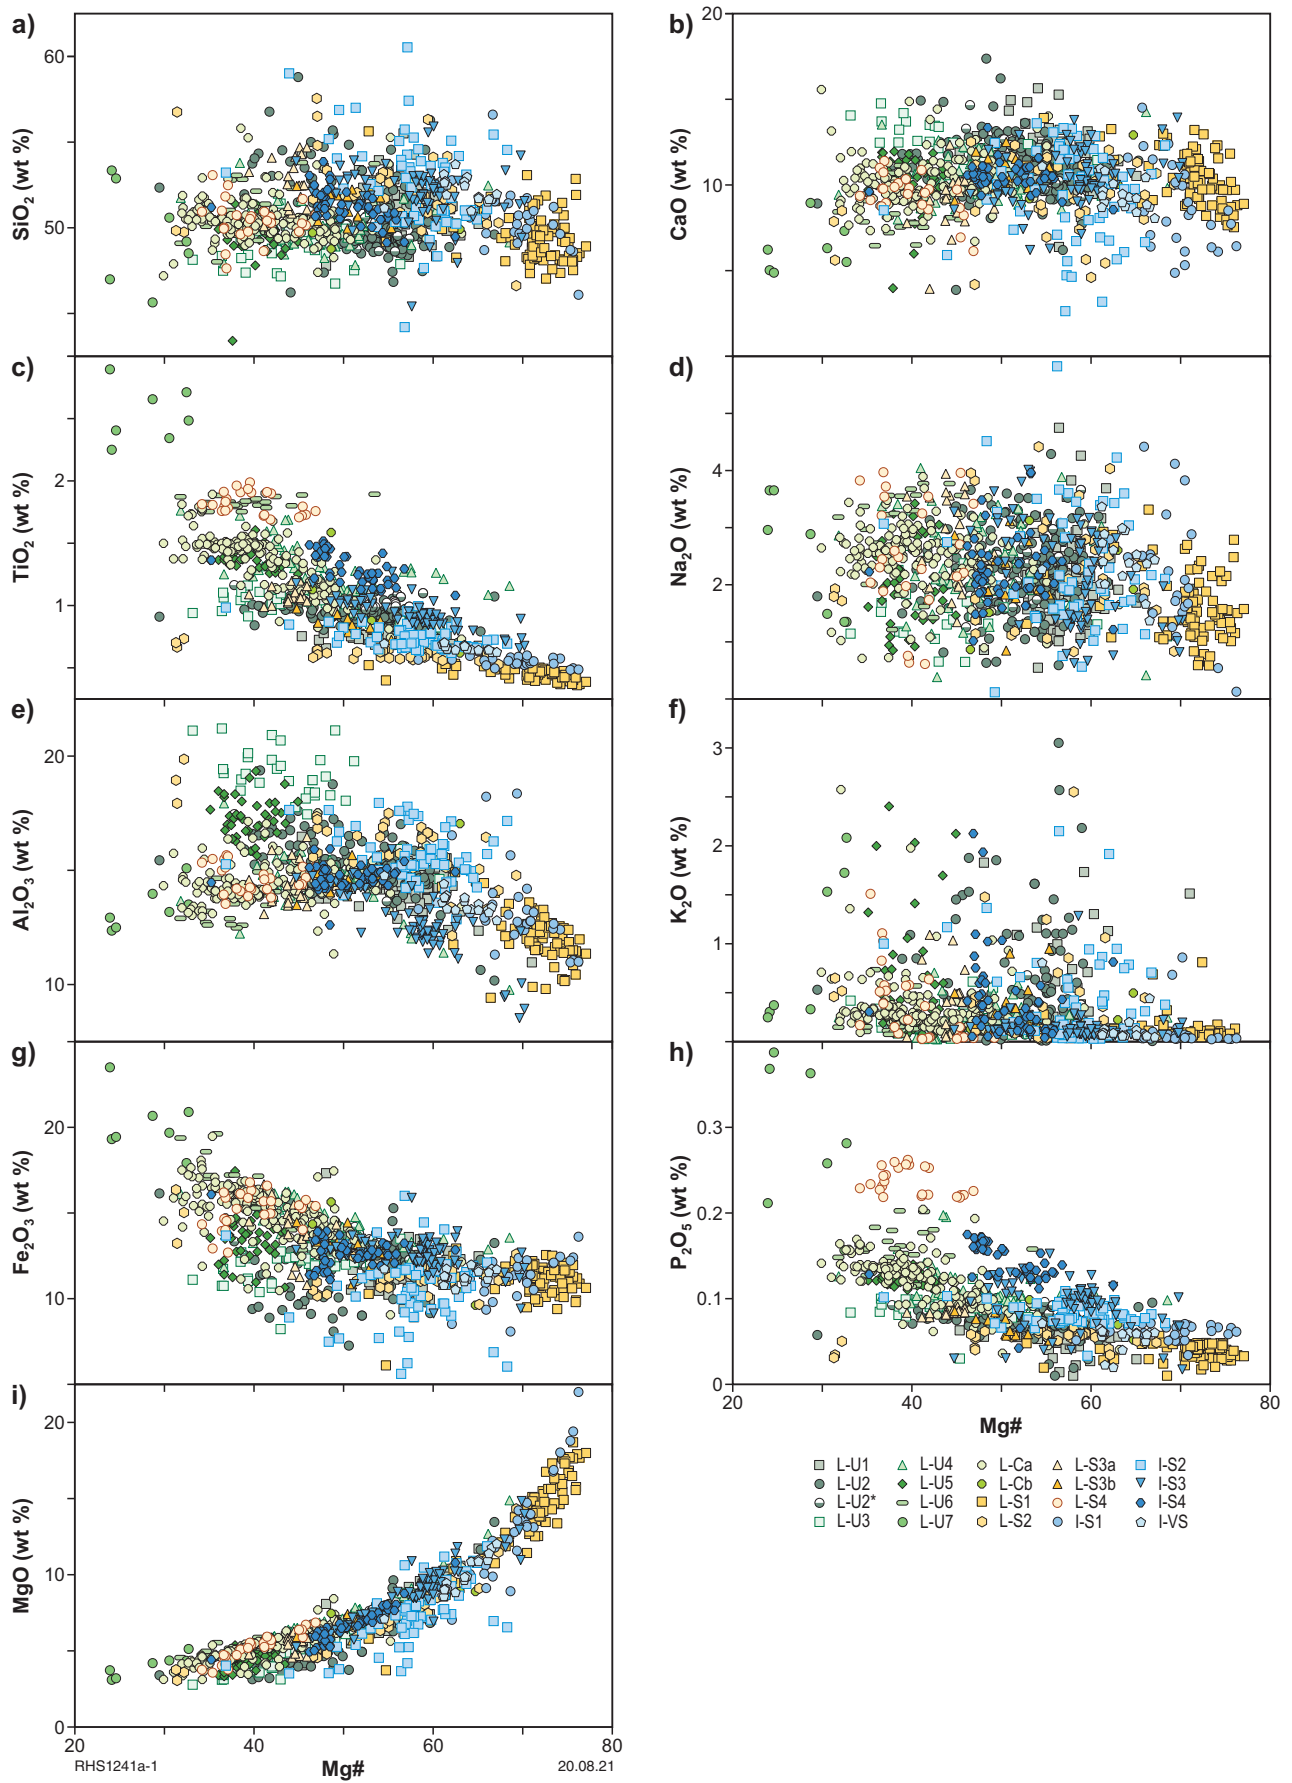 a)
60
50
SiO₂ (wt %)
b)
20
10
CaO (wt %)
c)
2
1
TiO₂ (wt %)
d)
4
2
Na₂O (wt %)
e)
20
10
Al₂O₃ (wt %)
f)
3
2
1
K₂O (wt %)
g)
20
10
Fe₂O₃ (wt %)
h)
0.3
0.2
0.1
0
P₂O₅ (wt %)
20 40 60 80
Mg#
i)
20
10
0
MgO (wt %)
20 40 60 80
Mg#
L-U1 L-U4 L-Ca L-S3a I-S2
L-U2 L-U5 L-Cb L-S3b I-S3
L-U2* L-U6 L-S1 L-S4 I-S4
L-U3 L-U7 L-S2 I-S1 I-VS
RHS1241a-1
20.08.21